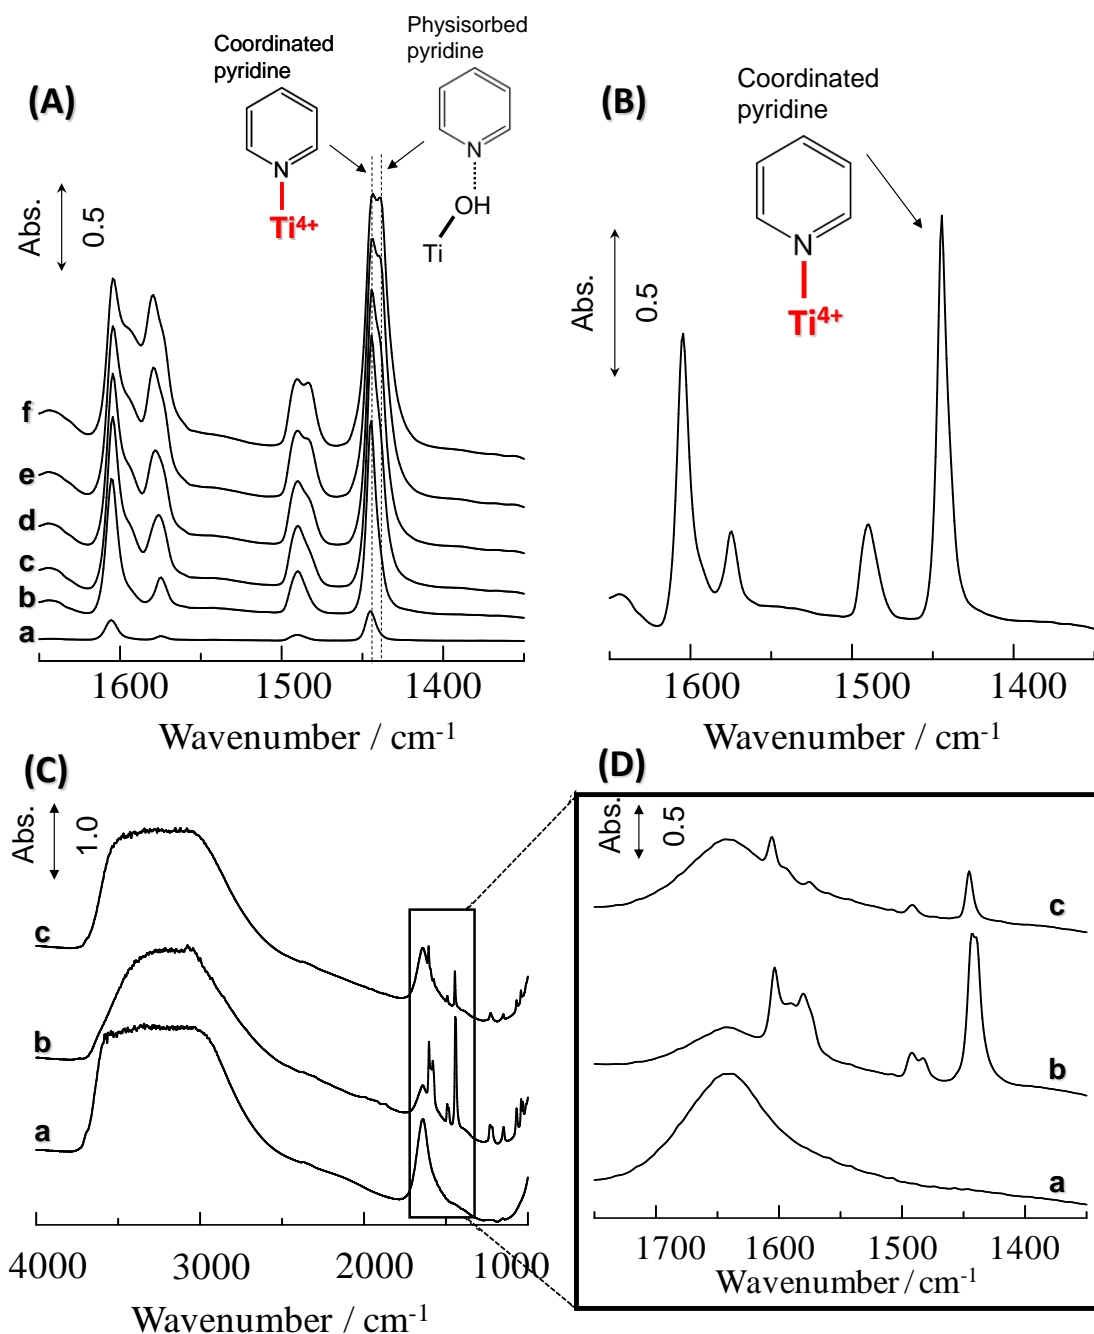 (A)
Coordinated
pyridine
N
Ti4+
Physisorbed
pyridine
N
OH
Ti
Abs.
0.5
f
e
d
c
b
a
1600
1500
1400
Wavenumber / cm-1
(B)
Coordinated
pyridine
N
Ti4+
Abs.
0.5
1600
1500
1400
Wavenumber / cm-1
(C)
Abs.
1.0
c
b
a
4000
3000
2000
1000
Wavenumber / cm-1
(D)
Abs.
0.5
c
b
a
1700
1600
1500
1400
Wavenumber / cm-1